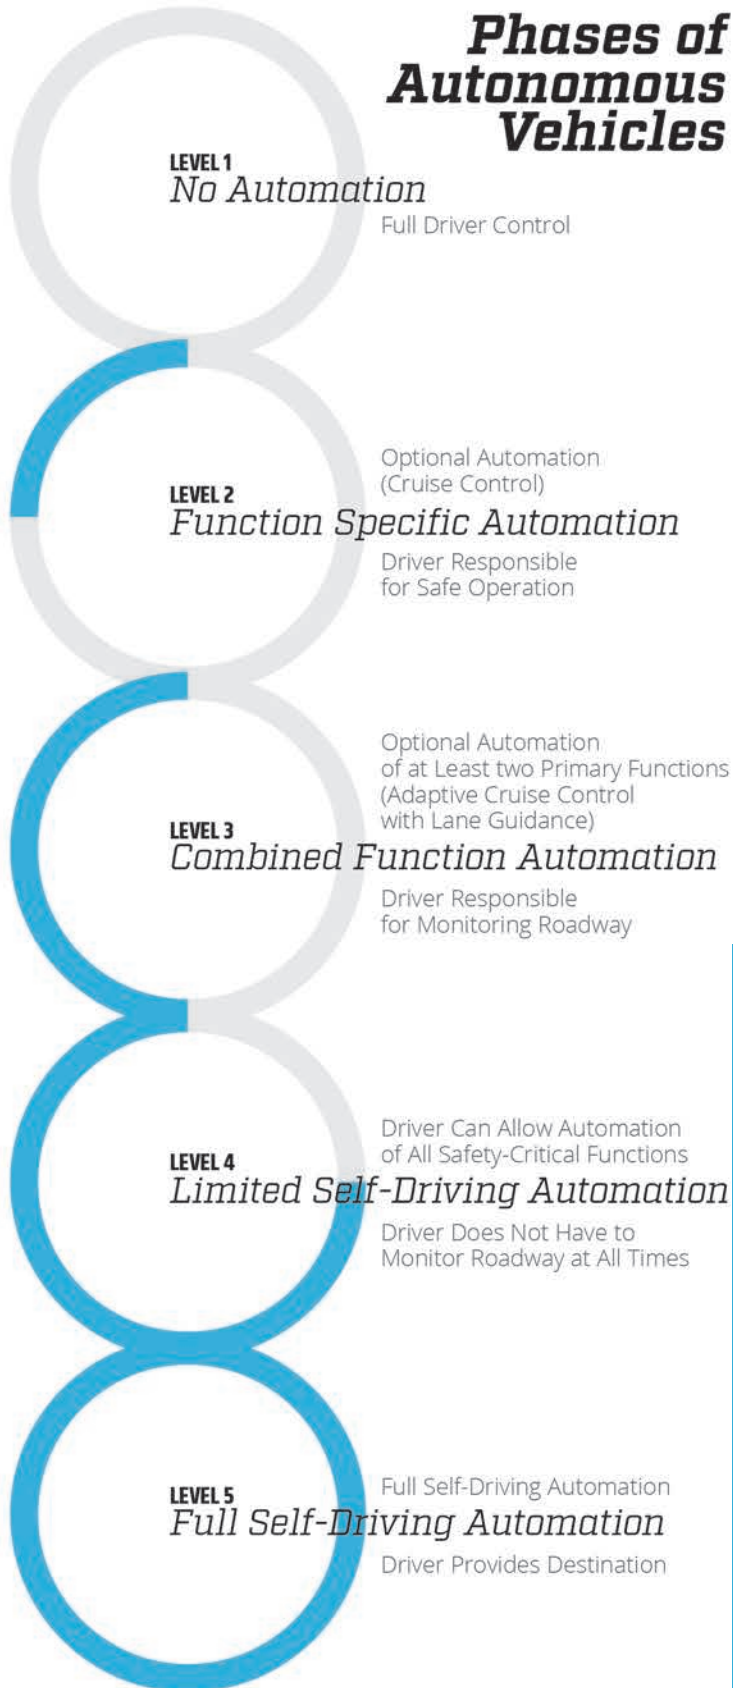 Phases of
Autonomous
Vehicles
LEVEL 1
No Automation
Full Driver Control
Optional Automation
(Cruise Control)
LEVEL 2
Function Specific Automation
Driver Responsible
for Safe Operation
Optional Automation
of at Least two Primary Functions
(Adaptive Cruise Control
with Lane Guidance)
LEVEL 3
Combined Function Automation
Driver Responsible
for Monitoring Roadway
Driver Can Allow Automation
of All Safety-Critical Functions
LEVEL 4
Limited Self-Driving Automation
Driver Does Not Have to
Monitor Roadway at All Times
Full Self-Driving Automation
LEVEL 5
Full Self-Driving Automation
Driver Provides Destination